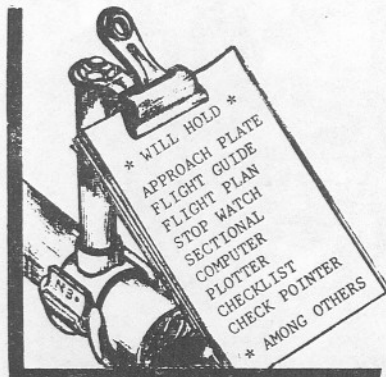 * WILL HOLD *
APPROACH PLATE
FLIGHT GUIDE
FLIGHT PLAN
STOP WATCH
SECTIONAL
COMPUTER
PLOTTER
CHECKLIST
CHECK POINTER
* AMONG OTHERS